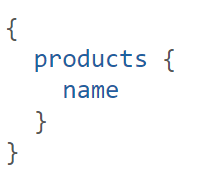 {
  products {
    name
  }
}